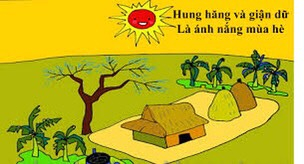 Hung hăng và giận dữ
Là ánh nắng mùa hè